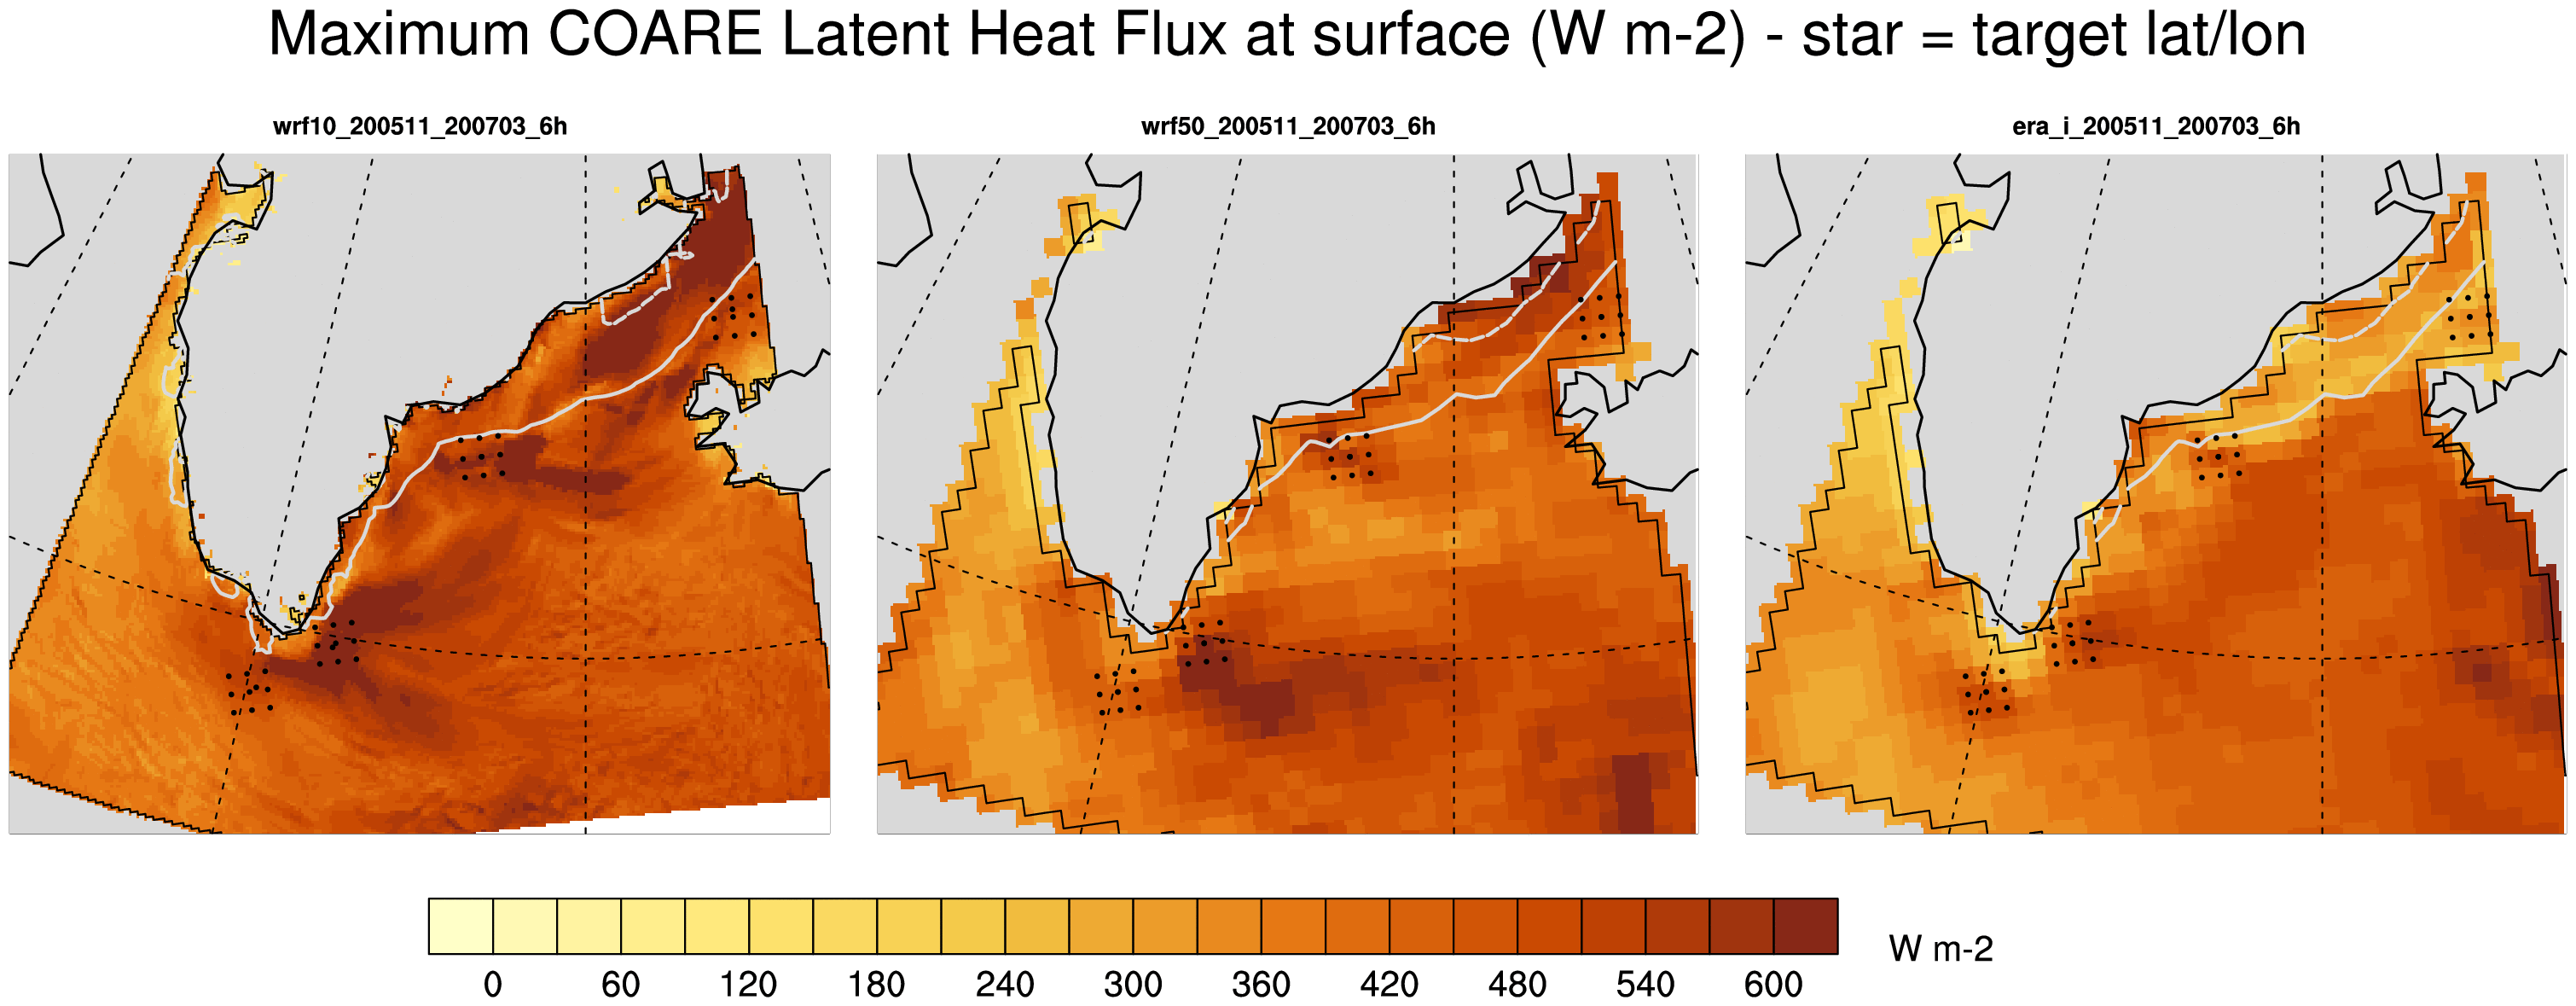 Maximum COARE Latent Heat Flux at surface (W m-2) - star = target lat/lon
wrf10_200511_200703_6h wrf50_200511_200703_6h era_i_200511_200703_6h
0 60 120 180 240 300 360 420 480 540 600 W m-2